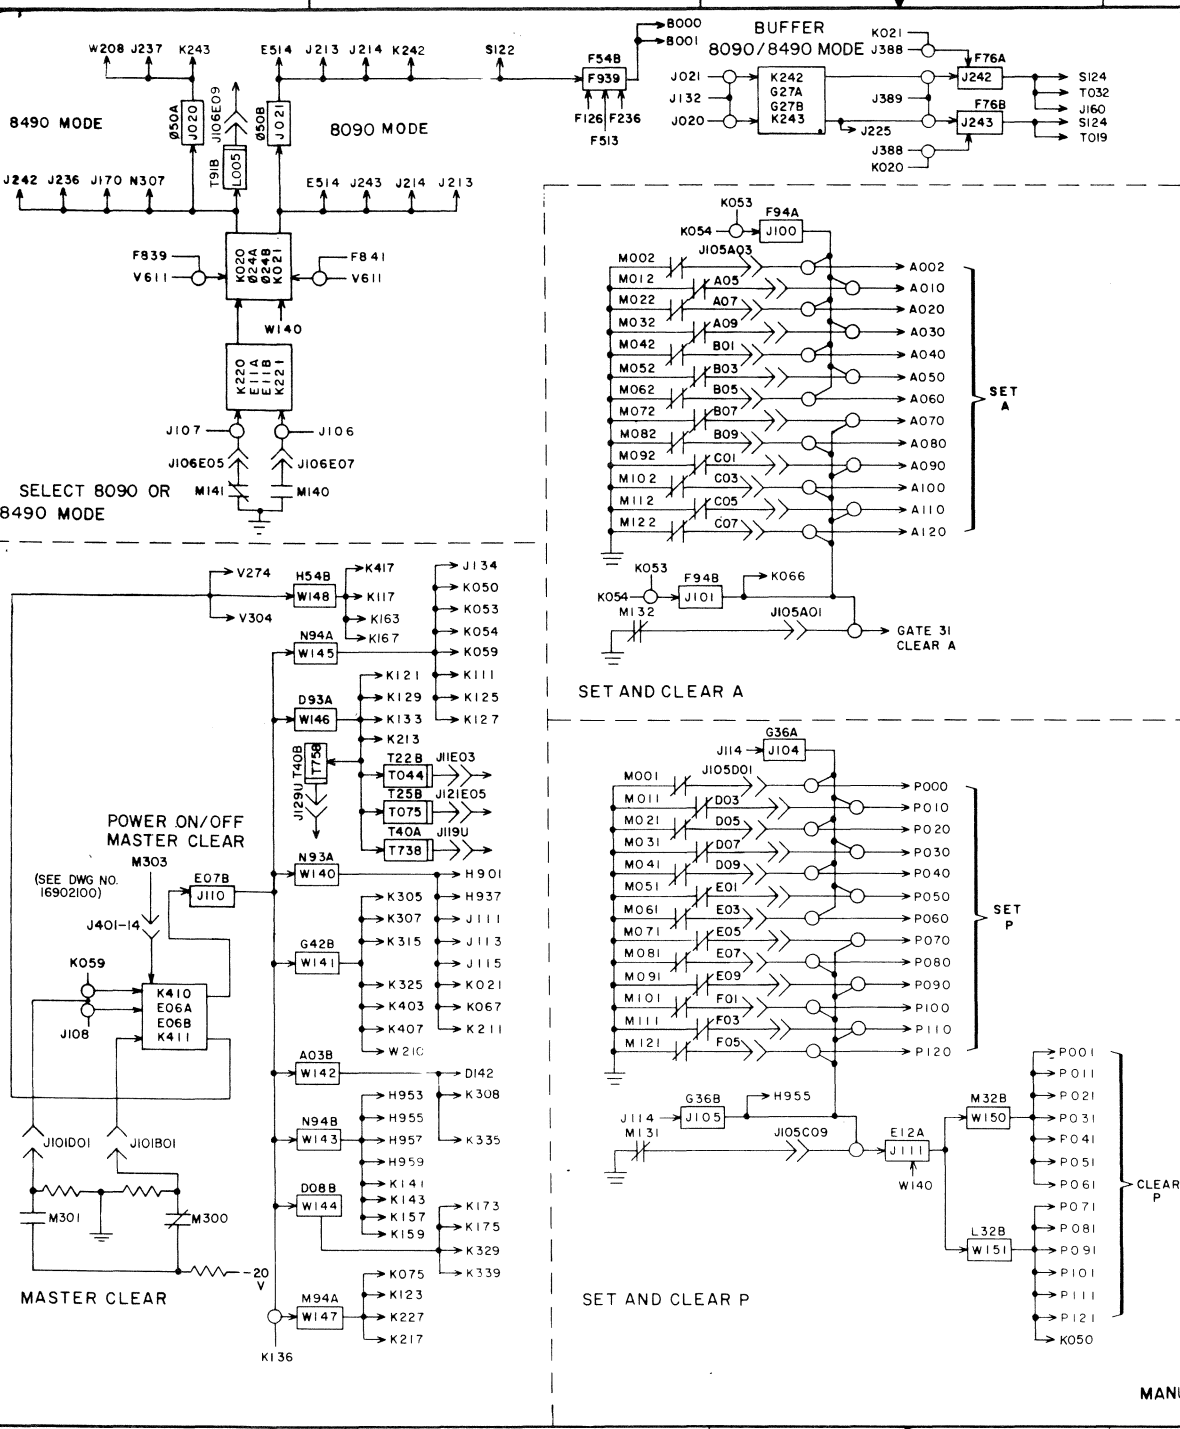 W208 J237 K243
E514 J213 J214 K242
S122
8490 MODE
Ø50A
J020
J106E09
T91B
L005
Ø50B
J021
8090 MODE
J242 J236 J170 N307
E514 J243 J214 J213
F839
V611
K020
Ø24A
Ø24B
K021
F841
V611
W140
K220
E11A
E11B
K221
J107
J106
J106E05
J106E07
M141
M140
SELECT 8090 OR
8490 MODE
B000
B001
F54B
F939
F126
F236
F513
BUFFER
8090/8490 MODE
K021
J388
J021
J132
J020
K242
G27A
G27B
K243
J225
J389
F76A
J242
F76B
J243
J388
K020
S124
T032
J160
S124
T019
K053
K054
F94A
J100
M002 J105A03 A002
M012 A05 A010
M022 A07 A020
M032 A09 A030
M042 B01 A040
M052 B03 A050
M062 B05 A060
M072 B07 A070
M082 B09 A080
M092 C01 A090
M102 C03 A100
M112 C05 A110
M122 C07 A120
SET
A
K053
K054
F94B
J101
K066
M132
J105A01
GATE 31
CLEAR A
SET AND CLEAR A
V274
V304
H54B
W148
K417
K117
K163
K167
N94A
W145
J134
K050
K053
K054
K059
K111
K125
K127
D93A
W146
K121
K129
K133
K213
T40B
T758
J129U
T22B
T044
J11E03
T25B
T075
J121E05
T40A
T738
J119U
POWER ON/OFF
MASTER CLEAR
M303
(SEE DWG NO.
16902100)
J401-14
E07B
J110
K059
J108
K410
E06A
E06B
K411
N93A
W140
H901
H937
J111
J113
J115
K021
K067
K211
G42B
W141
K305
K307
K315
K325
K403
K407
W210
A03B
W142
D142
K308
K335
N94B
W143
H953
H955
H957
H959
K141
K143
K157
K159
D08B
W144
K173
K175
K329
K339
M94A
W147
K075
K123
K227
K217
K136
J101D01
J101B01
M301
M300
-20
V
MASTER CLEAR
J114
G36A
J104
M001 J105D01 P000
M011 D03 P010
M021 D05 P020
M031 D07 P030
M041 D09 P040
M051 E01 P050
M061 E03 P060
M071 E05 P070
M081 E07 P080
M091 E09 P090
M101 F01 P100
M111 F03 P110
M121 F05 P120
SET
P
J114
G36B
J105
H955
M131
J105C09
E12A
J111
W140
M32B
W150
L32B
W151
P001
P011
P021
P031
P041
P051
P061
P071
P081
P091
P101
P111
P121
K050
CLEAR
P
SET AND CLEAR P